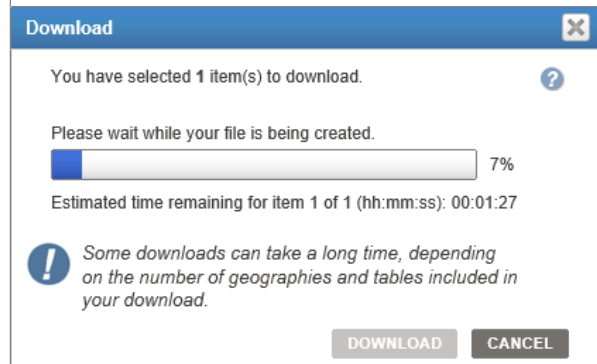 Download
You have selected 1 item(s) to download.
?
Please wait while your file is being created.
7%
Estimated time remaining for item 1 of 1 (hh:mm:ss): 00:01:27
!
Some downloads can take a long time, depending
on the number of geographies and tables included in
your download.
DOWNLOAD CANCEL